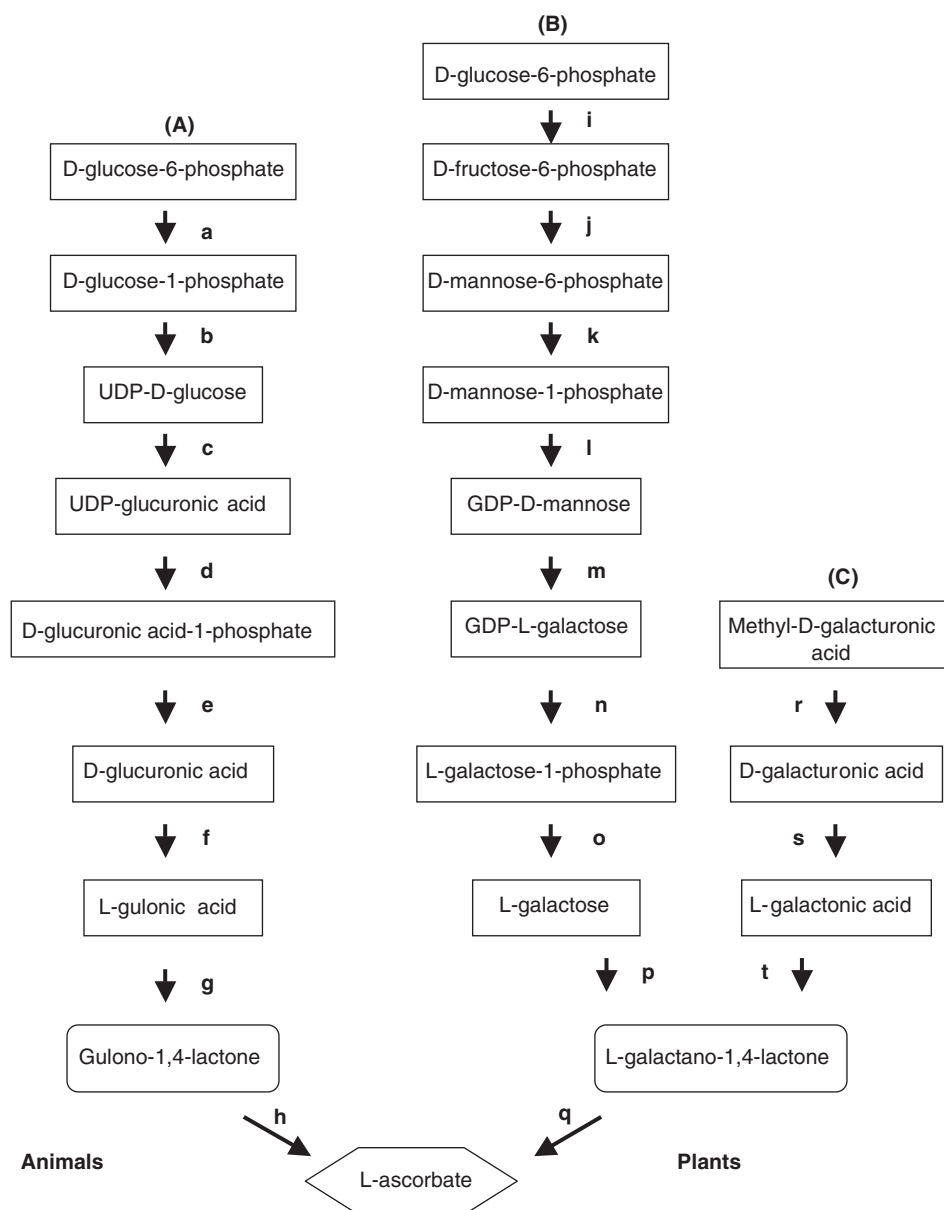 (A)
D-glucose-6-phosphate
a
D-glucose-1-phosphate
b
UDP-D-glucose
c
UDP-glucuronic acid
d
D-glucuronic acid-1-phosphate
e
D-glucuronic acid
f
L-gulonic acid
g
Gulono-1,4-lactone
h
Animals
(B)
D-glucose-6-phosphate
i
D-fructose-6-phosphate
j
D-mannose-6-phosphate
k
D-mannose-1-phosphate
l
GDP-D-mannose
m
GDP-L-galactose
n
L-galactose-1-phosphate
o
L-galactose
p
(C)
Methyl-D-galacturonic
acid
r
D-galacturonic acid
s
L-galactonic acid
t
L-galactano-1,4-lactone
q
Plants
L-ascorbate